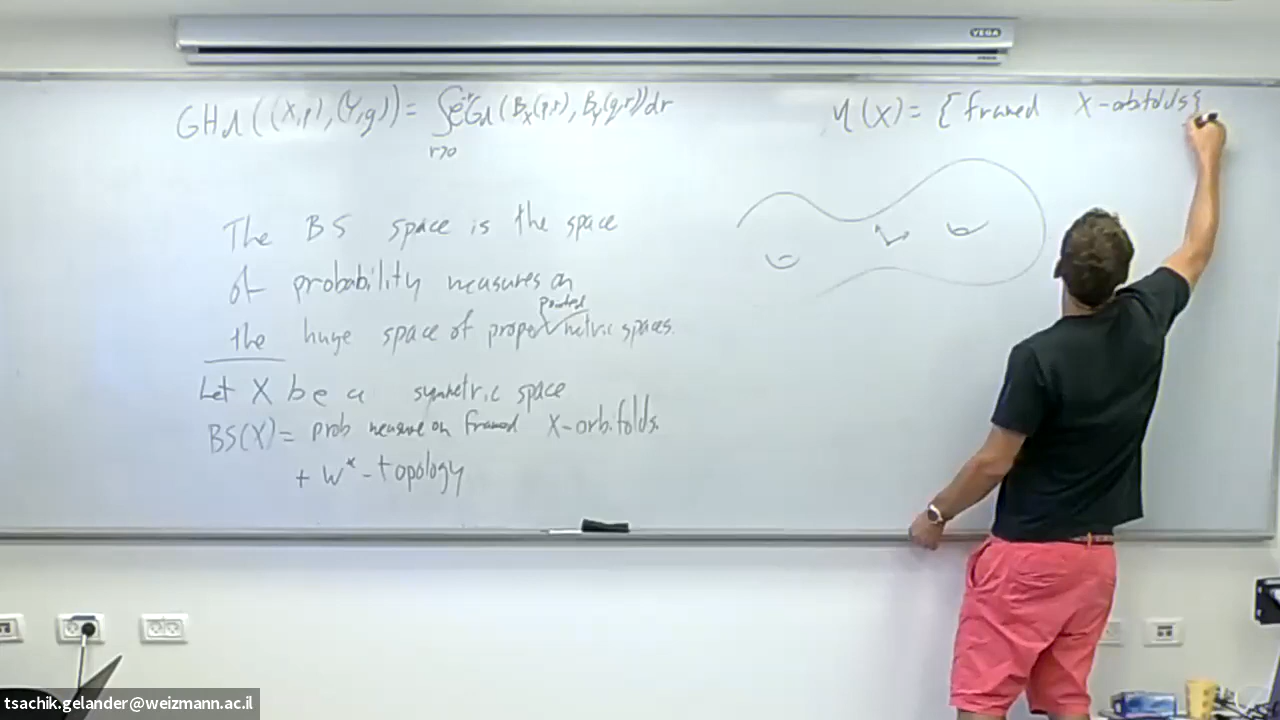 VEGA
GHd((X,p),(Y,q)) = ∫ e^{-r} Gd(B_X(p,r), B_Y(q,r)) dr
r>0
The BS space is the space
of probability measures on
pointed
the huge space of proper metric spaces.
Let X be a symmetric space
BS(X) = prob measure on framed X-orbifolds.
+ w* - topology
M(X) = { framed X-orbifolds }
tsachik.gelander@weizmann.ac.il